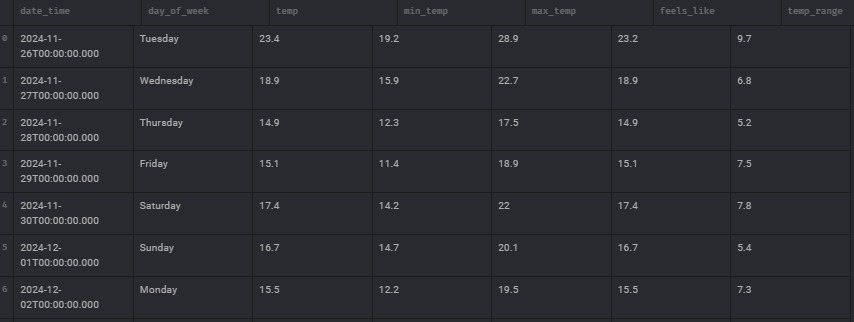 date_time day_of_week temp min_temp max_temp feels_like temp_range
0 2024-11- Tuesday 23.4 19.2 28.9 23.2 9.7
26T00:00:00.000
1 2024-11- Wednesday 18.9 15.9 22.7 18.9 6.8
27T00:00:00.000
2 2024-11- Thursday 14.9 12.3 17.5 14.9 5.2
28T00:00:00.000
3 2024-11- Friday 15.1 11.4 18.9 15.1 7.5
29T00:00:00.000
4 2024-11- Saturday 17.4 14.2 22 17.4 7.8
30T00:00:00.000
5 2024-12- Sunday 16.7 14.7 20.1 16.7 5.4
01T00:00:00.000
6 2024-12- Monday 15.5 12.2 19.5 15.5 7.3
02T00:00:00.000